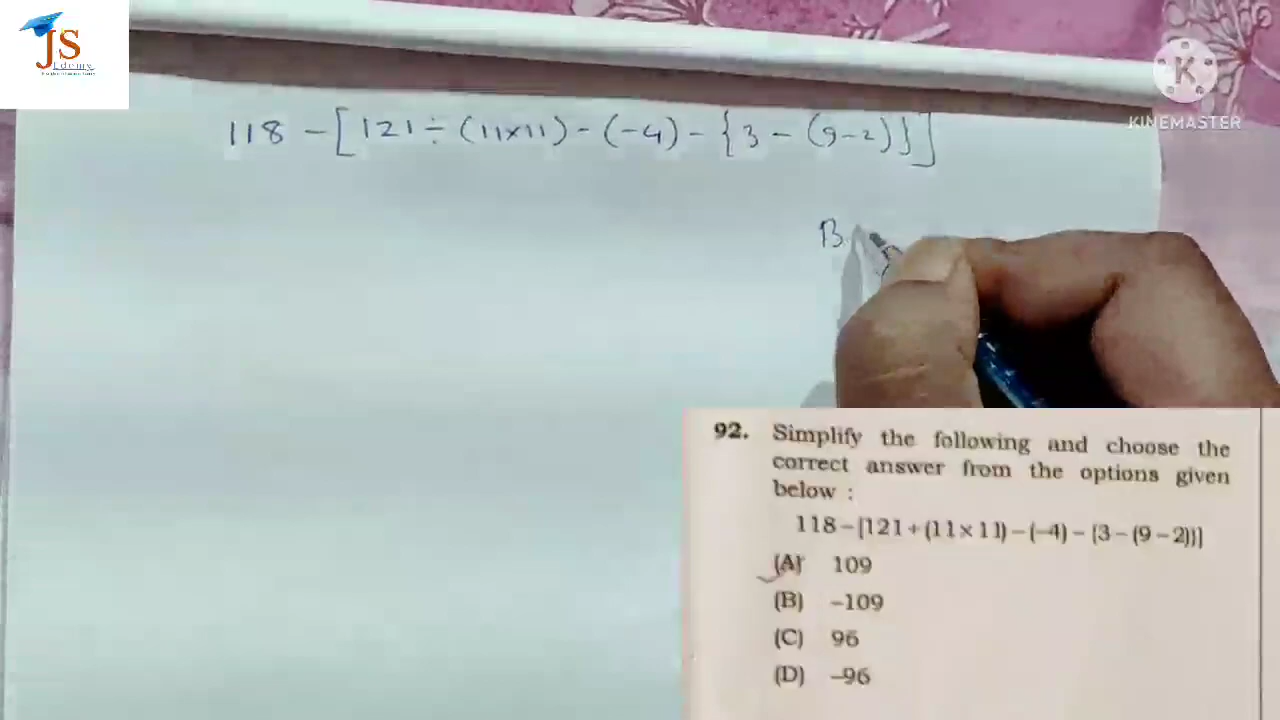 JS
Edemy
KINEMASTER
118 - [121 ÷ (11×11) - (-4) - {3 - (9-2)}]
B
92. Simplify the following and choose the
correct answer from the options given
below :
118 – [121 ÷ (11 × 11) – (–4) – {3 – (9 – 2)}]
(A) 109
(B) –109
(C) 96
(D) –96